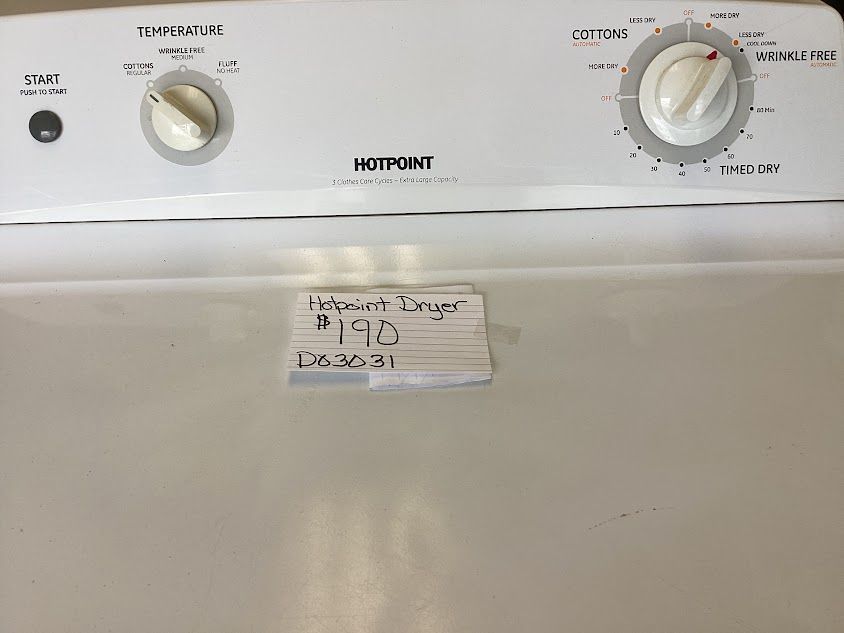 TEMPERATURE
WRINKLE FREE
MEDIUM
COTTONS
REGULAR
FLUFF
NO HEAT
START
PUSH TO START
HOTPOINT
3 Clothes Care Cycles – Extra Large Capacity
COTTONS
AUTOMATIC
OFF
LESS DRY
MORE DRY
MORE DRY
LESS DRY
COOL DOWN
WRINKLE FREE
AUTOMATIC
OFF
OFF
80 Min
70
60
50
40
30
20
10
TIMED DRY
Hotpoint Dryer
$190
D03031